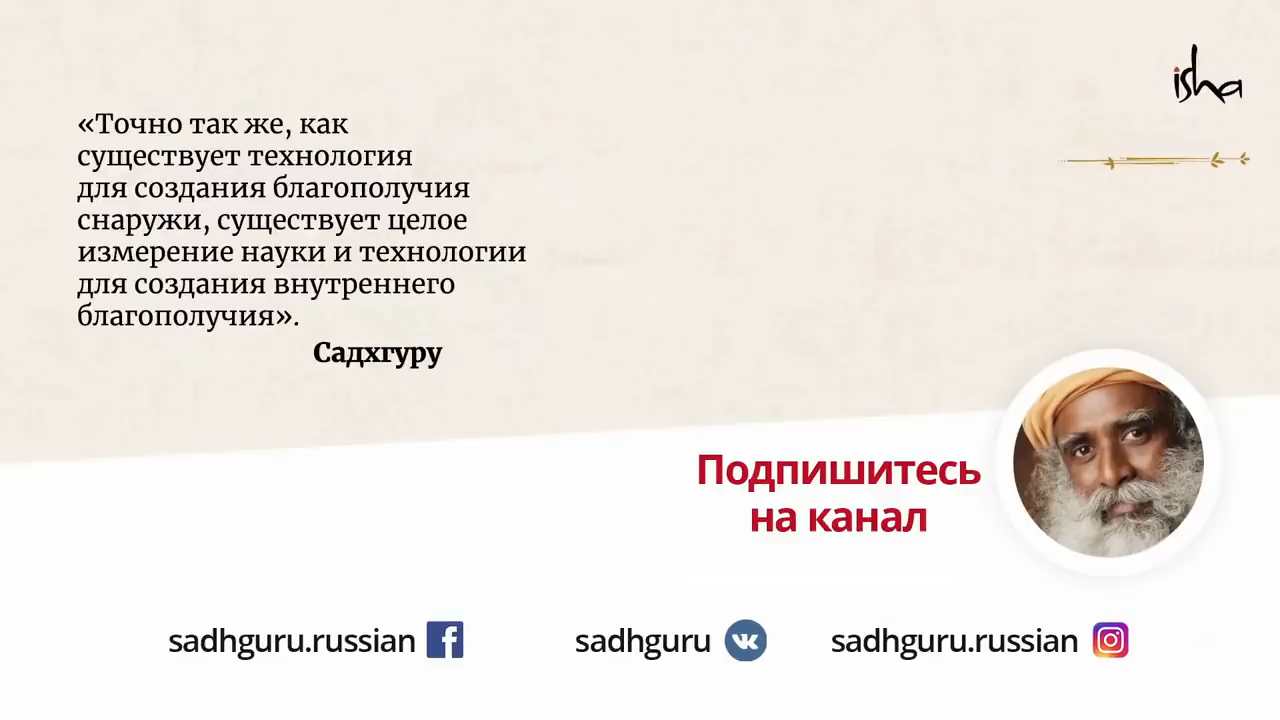 isha
«Точно так же, как
существует технология
для создания благополучия
снаружи, существует целое
измерение науки и технологии
для создания внутреннего
благополучия».
Садхгуру
Подпишитесь
на канал
sadhguru.russian
sadhguru
sadhguru.russian